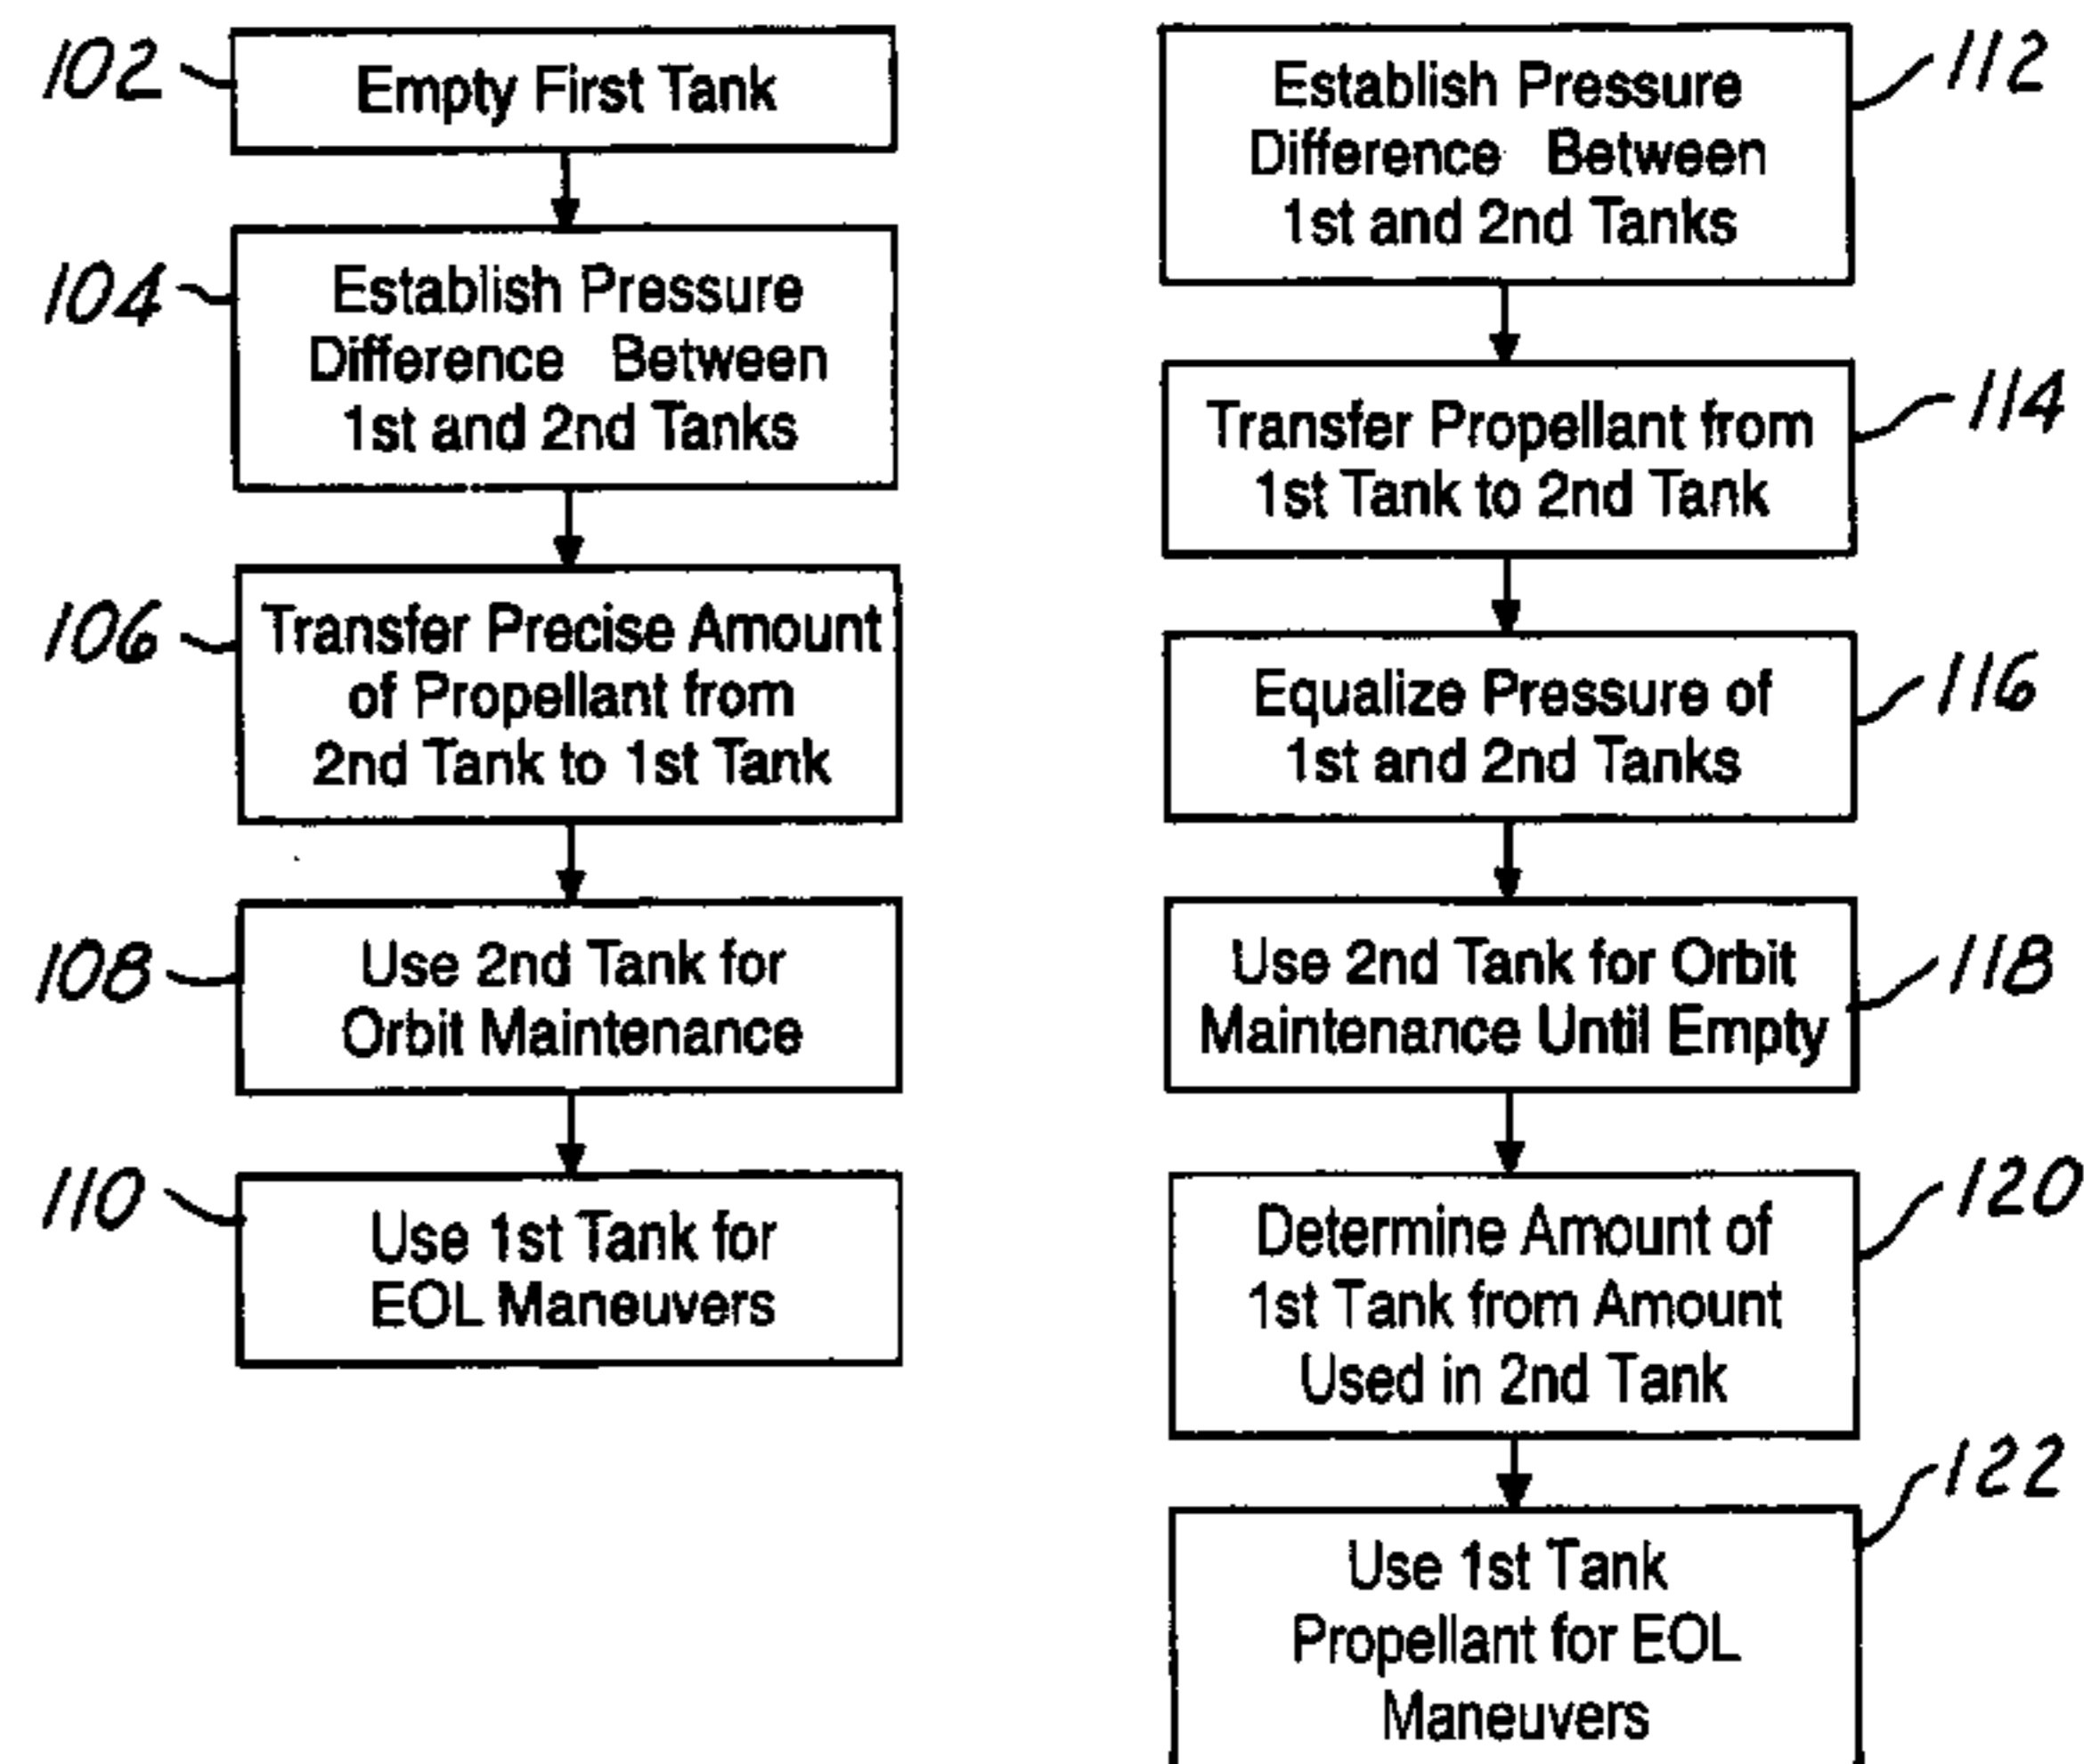 102
Empty First Tank
104
Establish Pressure
Difference Between
1st and 2nd Tanks
106
Transfer Precise Amount
of Propellant from
2nd Tank to 1st Tank
108
Use 2nd Tank for
Orbit Maintenance
110
Use 1st Tank for
EOL Maneuvers
112
Establish Pressure
Difference Between
1st and 2nd Tanks
114
Transfer Propellant from
1st Tank to 2nd Tank
116
Equalize Pressure of
1st and 2nd Tanks
118
Use 2nd Tank for Orbit
Maintenance Until Empty
120
Determine Amount of
1st Tank from Amount
Used in 2nd Tank
122
Use 1st Tank
Propellant for EOL
Maneuvers